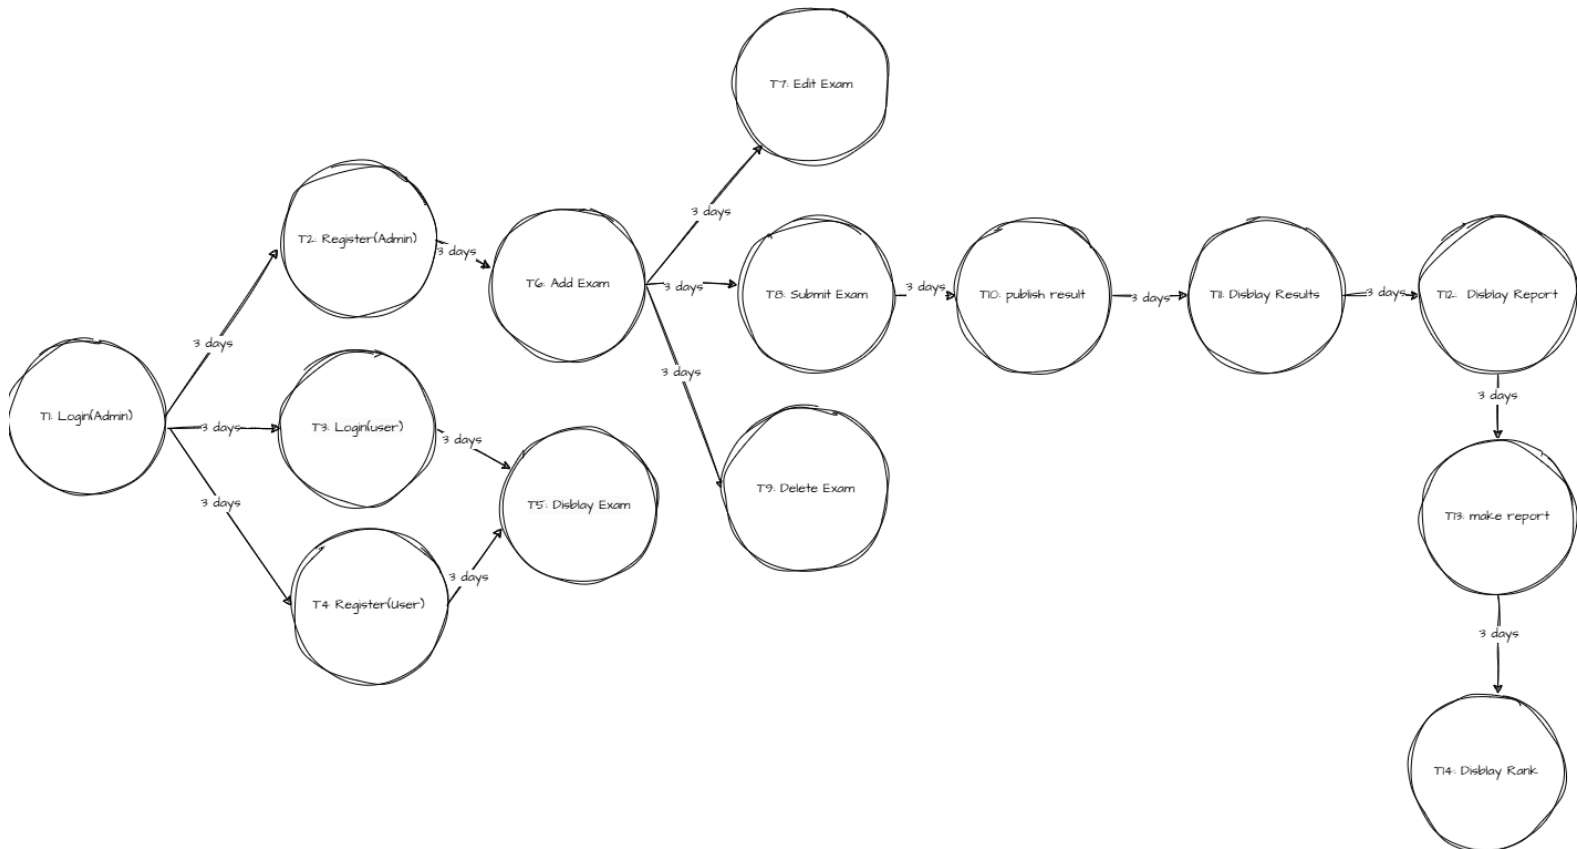 T7: Edit Exam
3 days
T2: Register(Admin)
3 days
T6: Add Exam
3 days
T8: Submit Exam
3 days
T10: publish result
3 days
T11: Disblay Results
3 days
T12: Disblay Report
3 days
3 days
3 days
T1: Login(Admin)
3 days
T3: Login(user)
3 days
T5: Disblay Exam
T9: Delete Exam
3 days
T4: Register(User)
3 days
T13: make report
3 days
T14: Disblay Rank